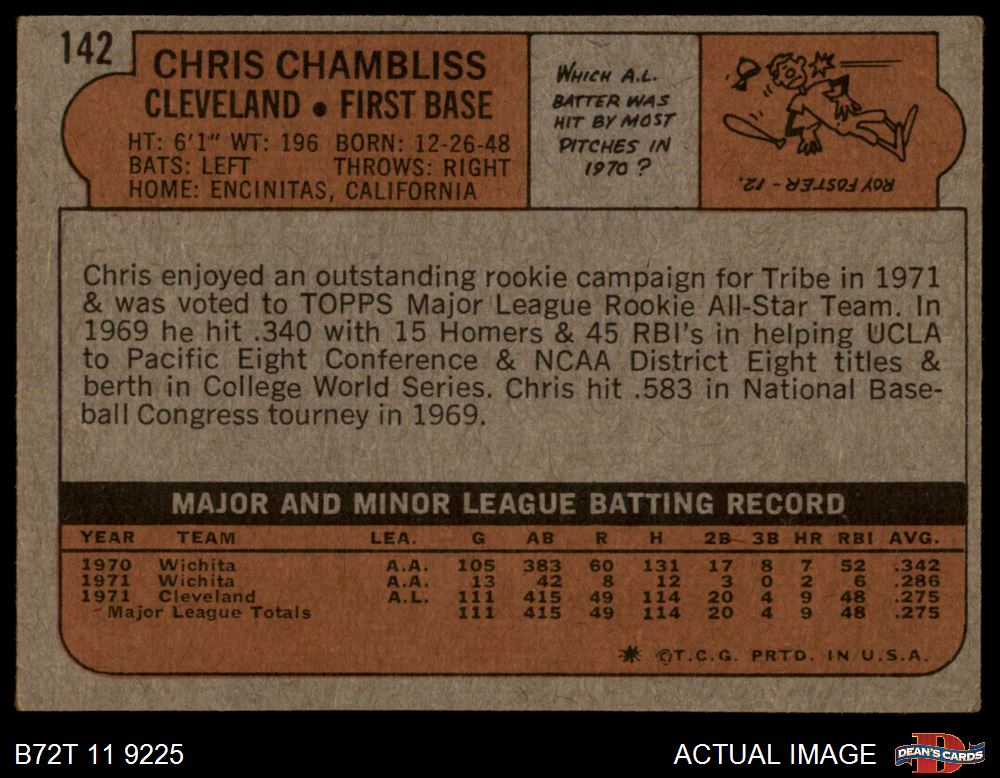 142
CHRIS CHAMBLISS
CLEVELAND • FIRST BASE
HT: 6'1" WT: 196 BORN: 12-26-48
BATS: LEFT THROWS: RIGHT
HOME: ENCINITAS, CALIFORNIA
WHICH A.L.
BATTER WAS
HIT BY MOST
PITCHES IN
1970?
ROY FOSTER - 12.
Chris enjoyed an outstanding rookie campaign for Tribe in 1971
& was voted to TOPPS Major League Rookie All-Star Team. In
1969 he hit .340 with 15 Homers & 45 RBI's in helping UCLA
to Pacific Eight Conference & NCAA District Eight titles &
berth in College World Series. Chris hit .583 in National Base-
ball Congress tourney in 1969.
MAJOR AND MINOR LEAGUE BATTING RECORD
YEAR TEAM LEA. G AB R H 2B 3B HR RBI AVG.
1970 Wichita A.A. 105 383 60 131 17 8 7 52 .342
1971 Wichita A.A. 13 42 8 12 3 0 2 6 .286
1971 Cleveland A.L. 111 415 49 114 20 4 9 48 .275
Major League Totals 111 415 49 114 20 4 9 48 .275
* ©T.C.G. PRTD. IN U.S.A.
B72T 11 9225
ACTUAL IMAGE
DEAN'S CARDS